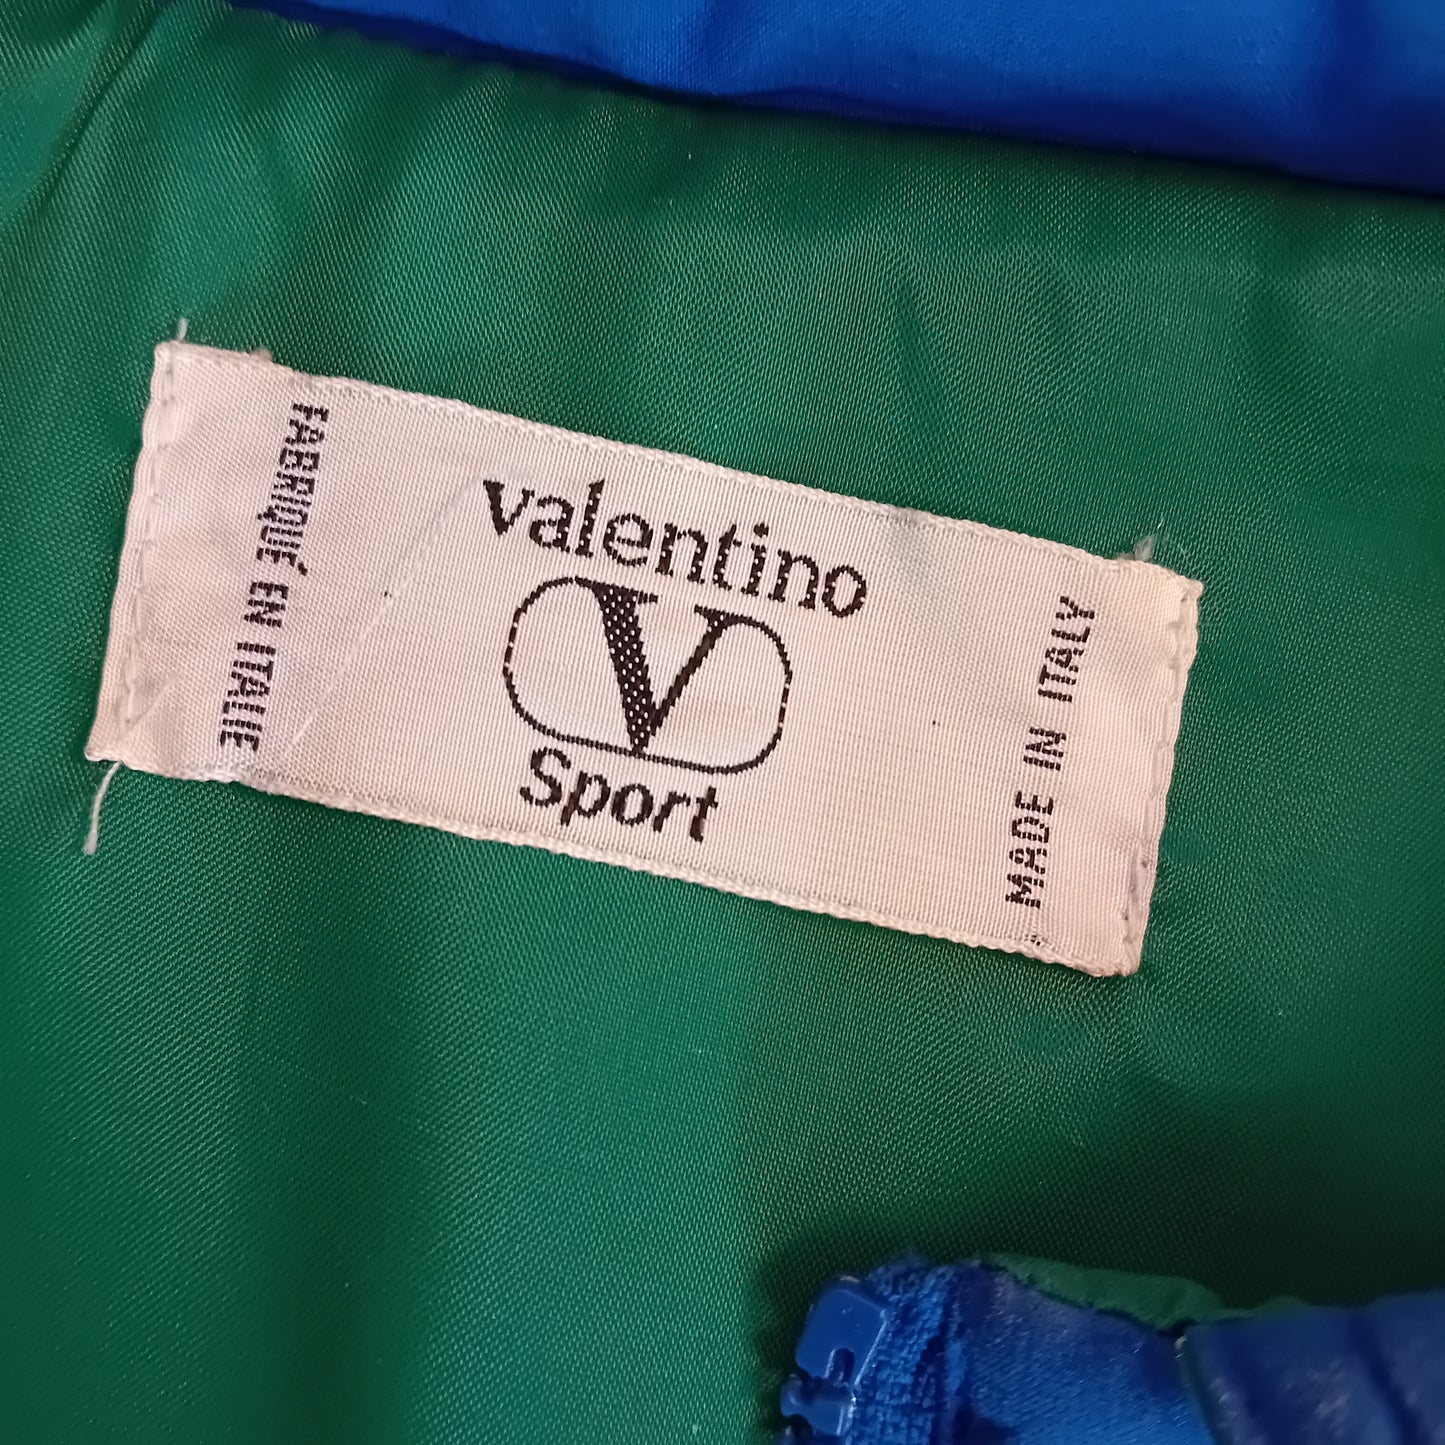 FABRIQUÉ EN ITALIE
valentino
V
Sport
MADE IN ITALY